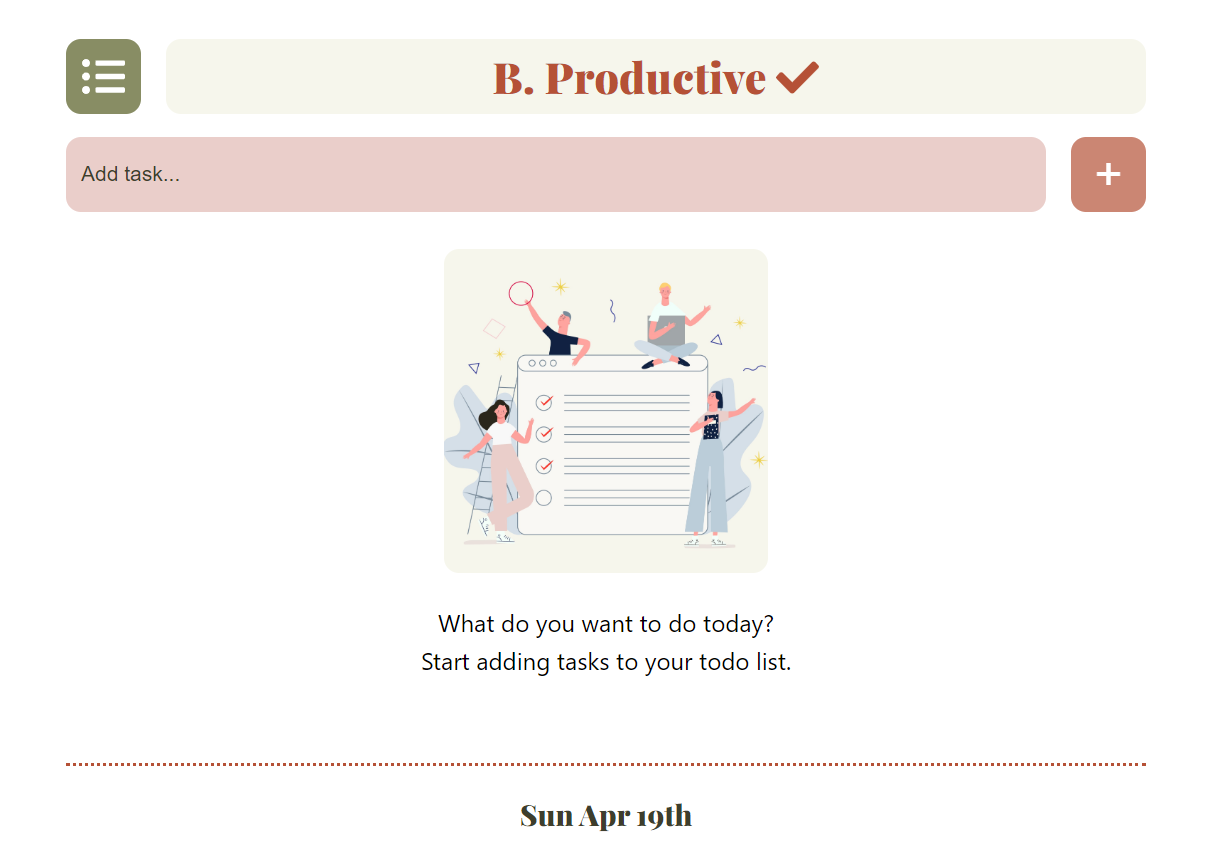 B. Productive
Add task...
What do you want to do today?
Start adding tasks to your todo list.
Sun Apr 19th